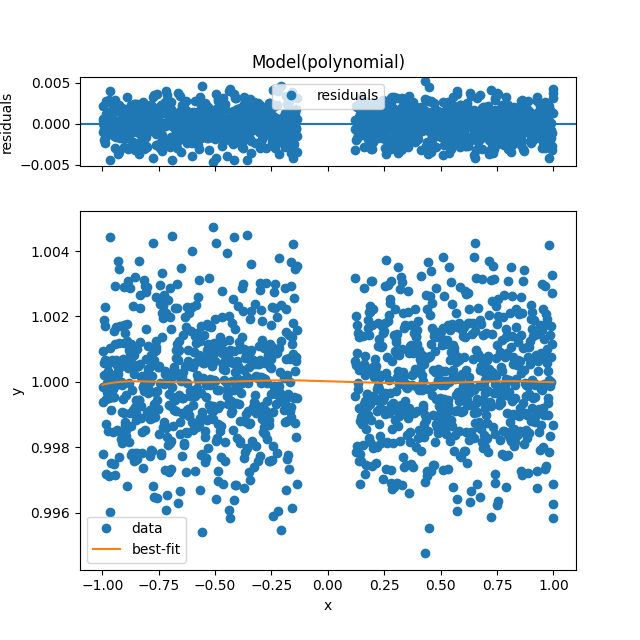 Model(polynomial)
0.005
0.000
−0.005
residuals
residuals
1.004
1.002
1.000
0.998
0.996
y
data
best-fit
−1.00 −0.75 −0.50 −0.25 0.00 0.25 0.50 0.75 1.00
x